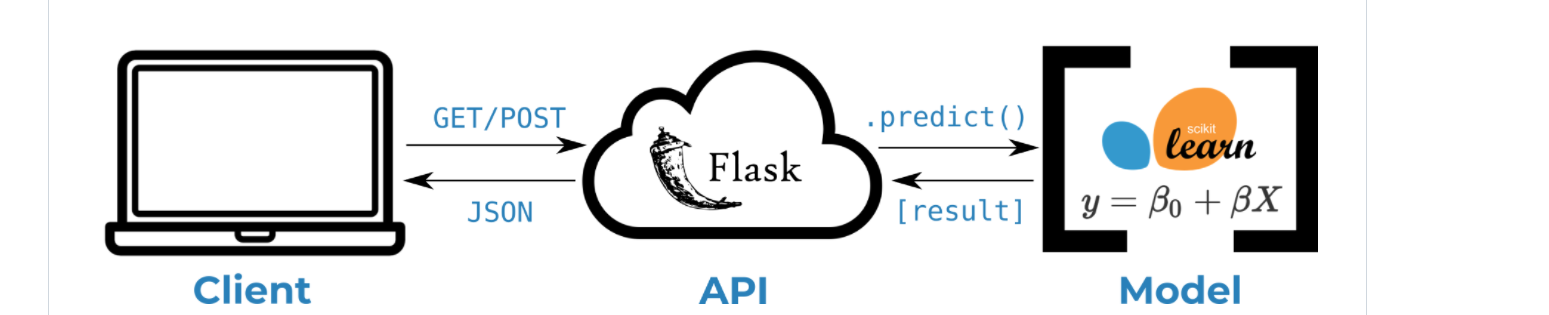 GET/POST
JSON
Client
Flask
API
.predict()
[result]
scikit
learn
y = β₀ + βX
Model